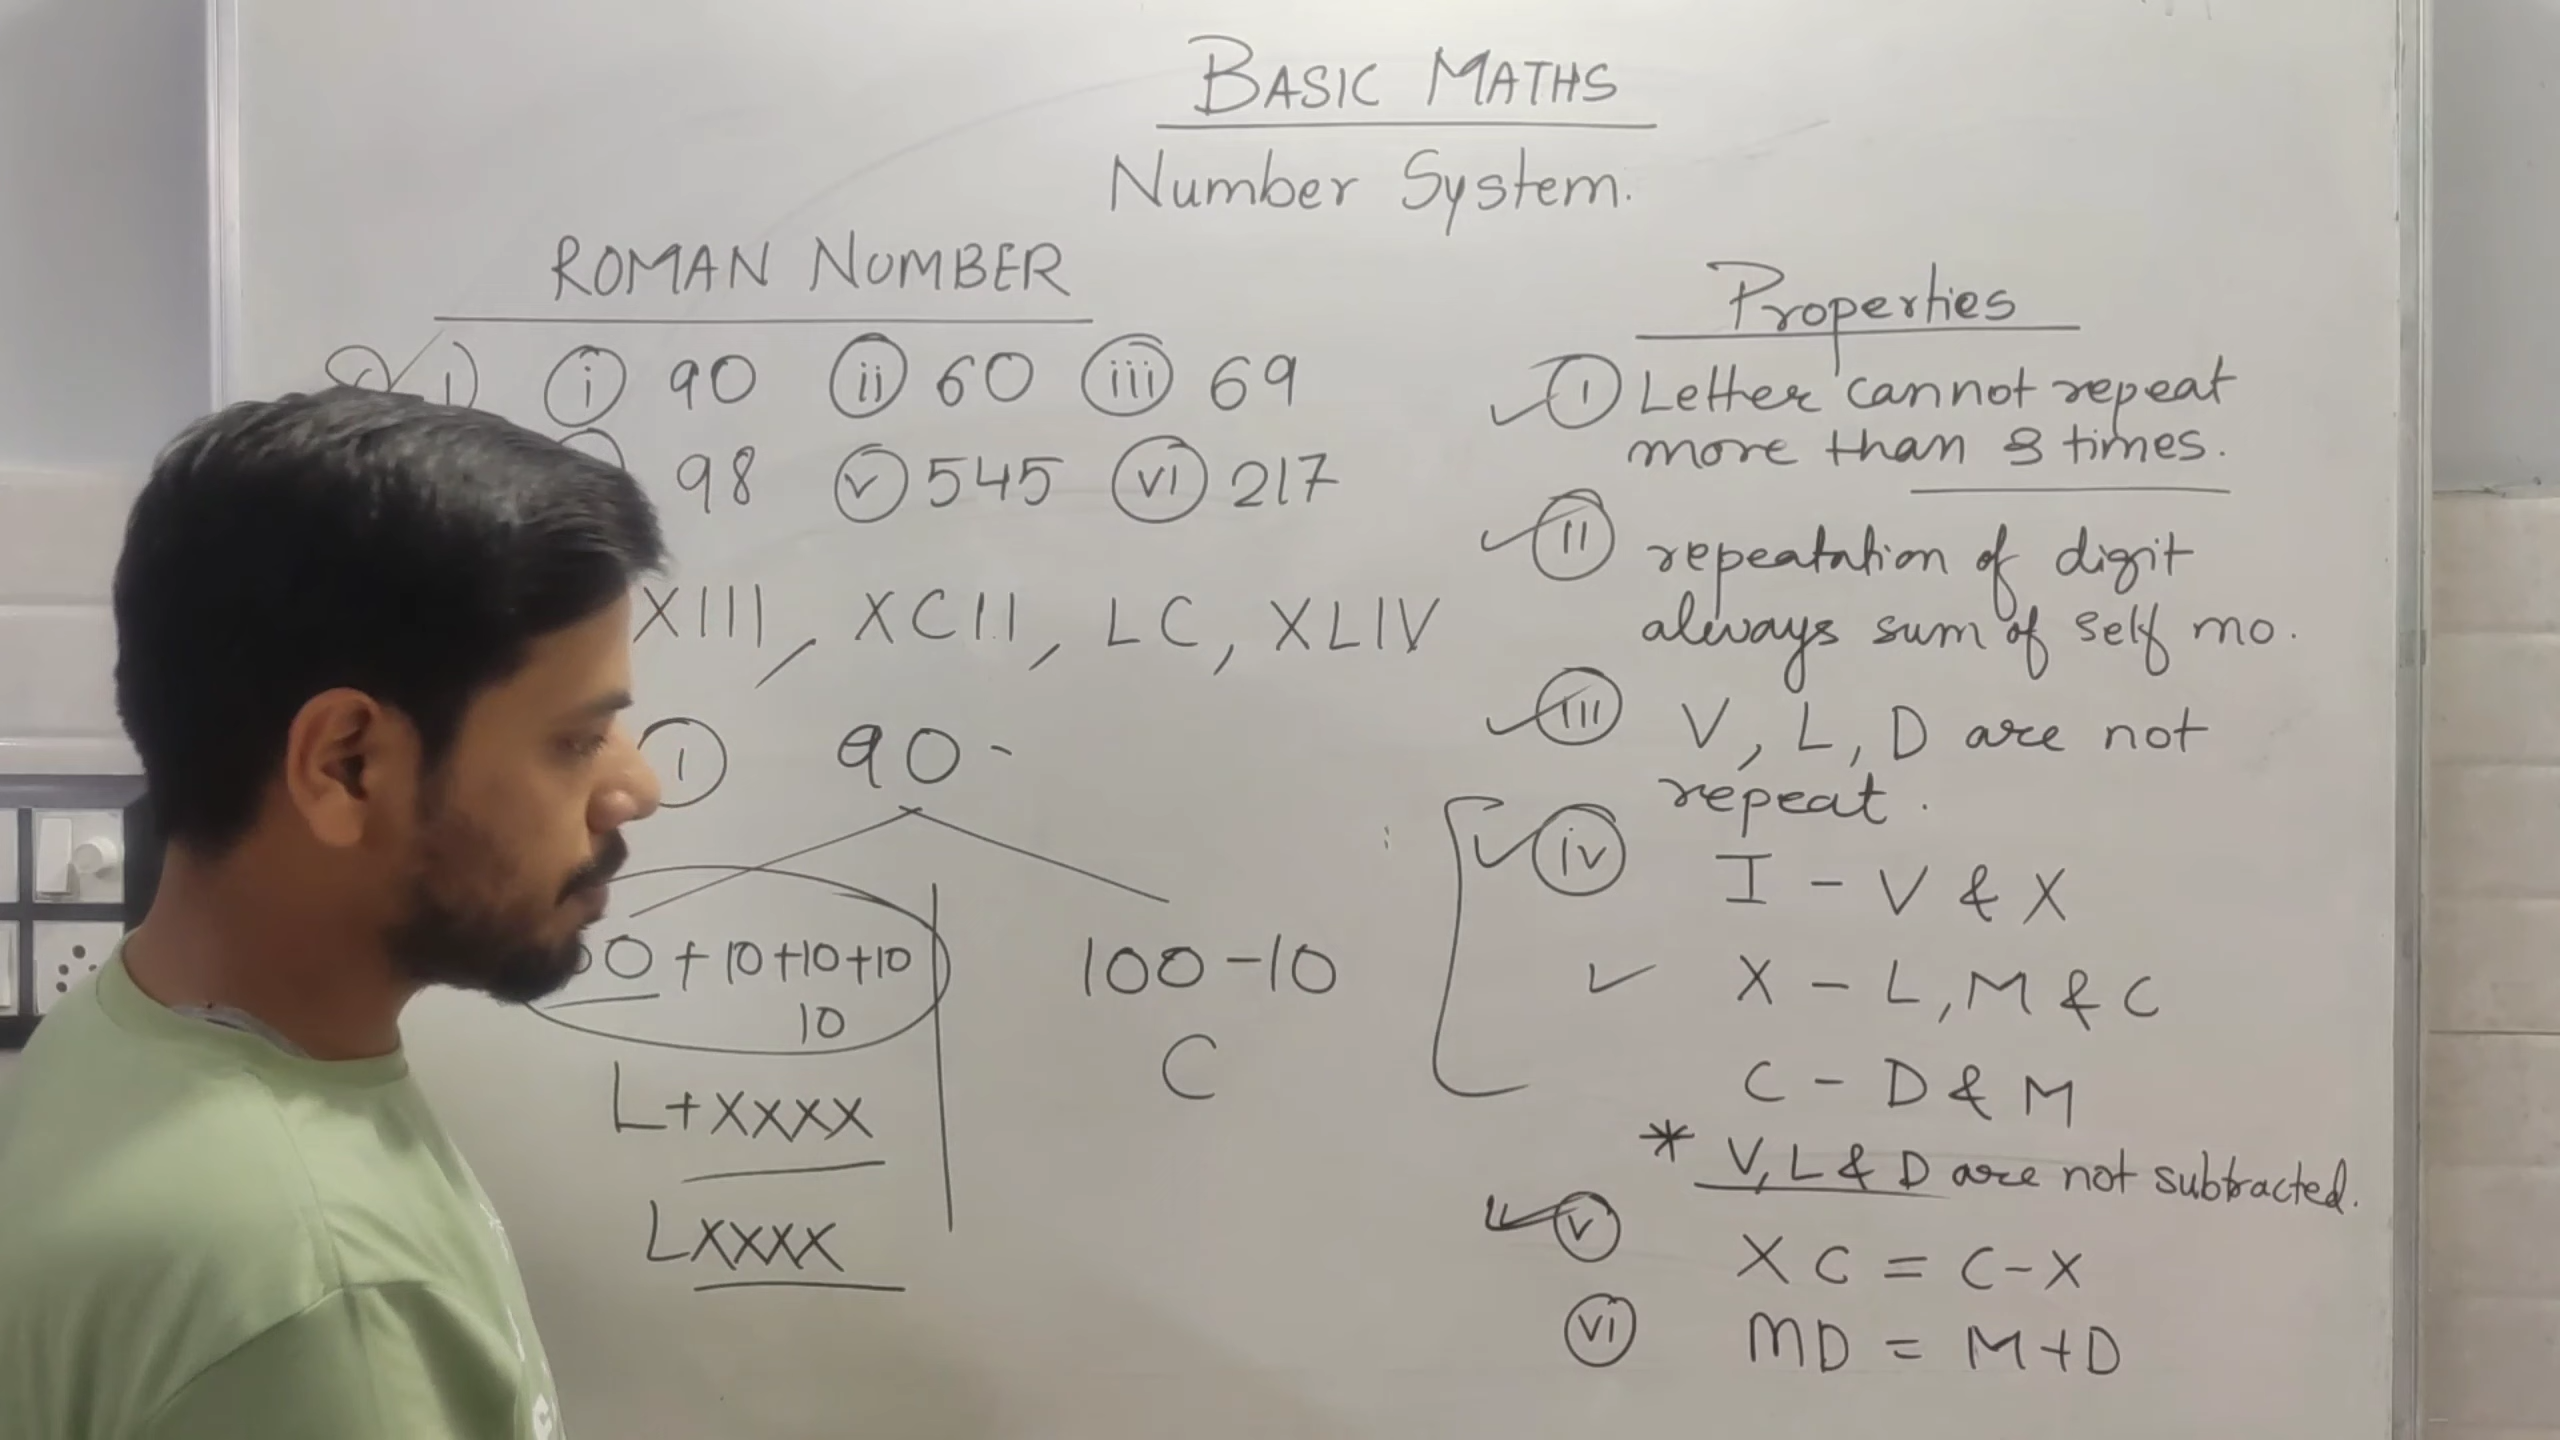 BASIC MATHS
Number System.
ROMAN NUMBER
i 90 ii 60 iii 69
98 v 545 vi 217
XIII, XCII, LC, XLIV
i 90 -
0 + 10+10+10 100-10
10
C
L+XXXX
LXXXX
Properties
I Letter cannot repeat
more than 3 times.
II repeatation of digit
always sum of self no.
III V, L, D are not
repeat.
iv I - V & X
X - L, M & C
C - D & M
* V, L & D are not subtracted.
v XC = C-X
vi MD = M+D